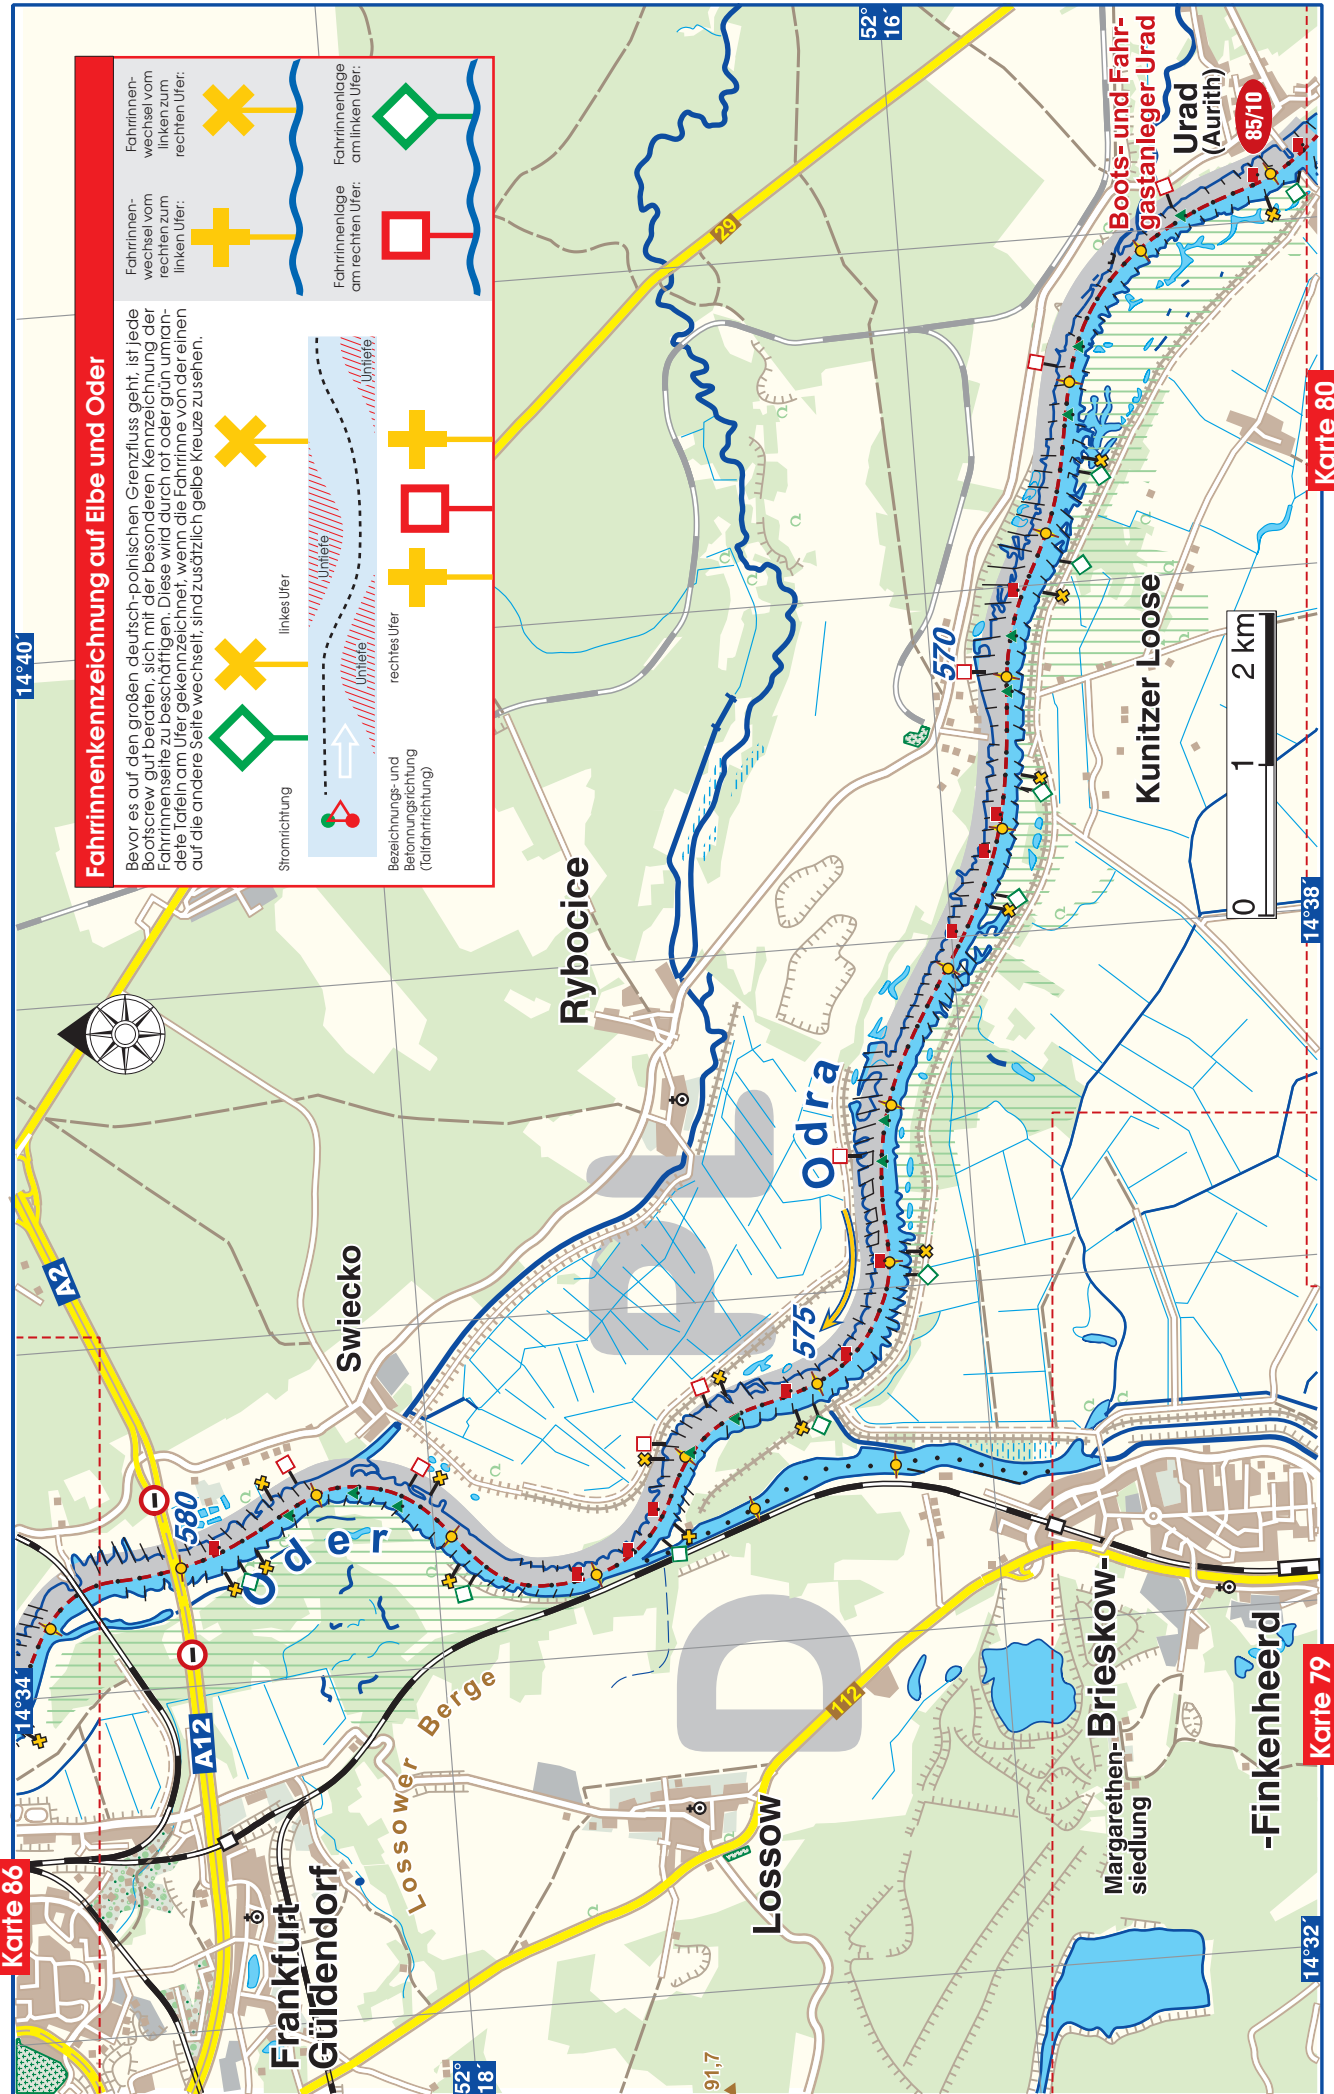 Fahrrinnenkennzeichnung auf Elbe und Oder
Bevor es auf den großen deutsch-polnischen Grenzfluss geht, ist jede
Bootscrew gut beraten, sich mit der besonderen Kennzeichnung der
Fahrrinnenseite zu beschäftigen. Diese wird durch rot oder grün umran-
dete Tafeln am Ufer gekennzeichnet, wenn die Fahrrinne von der einen
auf die andere Seite wechselt, sind zusätzlich gelbe Kreuze zu sehen.
Stromrichtung
linkes Ufer
Untiefe
Untiefe
Untiefe
Bezeichnungs- und
Betonnungsrichtung
(Talfahrtrichtung)
rechtes Ufer
Fahrrinnen-
wechsel vom
rechten zum
linken Ufer:
Fahrrinnen-
wechsel vom
linken zum
rechten Ufer:
Fahrrinnenlage
am rechten Ufer:
Fahrrinnenlage
am linken Ufer:
Karte 86
14°34´
14°40´
52°
18´
52°
16´
A2
A12
580
Swiecko
Oder
Frankfurt
Güldendorf
Lossower Berge
Rybocice
29
PL
D
Odra
575
570
112
Lossow
91,7
Boots- und Fahr-
gastanleger Urad
Urad
(Aurith)
85/10
Kunitzer Loose
0 1 2 km
Margarethen-
siedlung
Brieskow-
-Finkenheerd
14°32´
14°38´
Karte 79
Karte 80